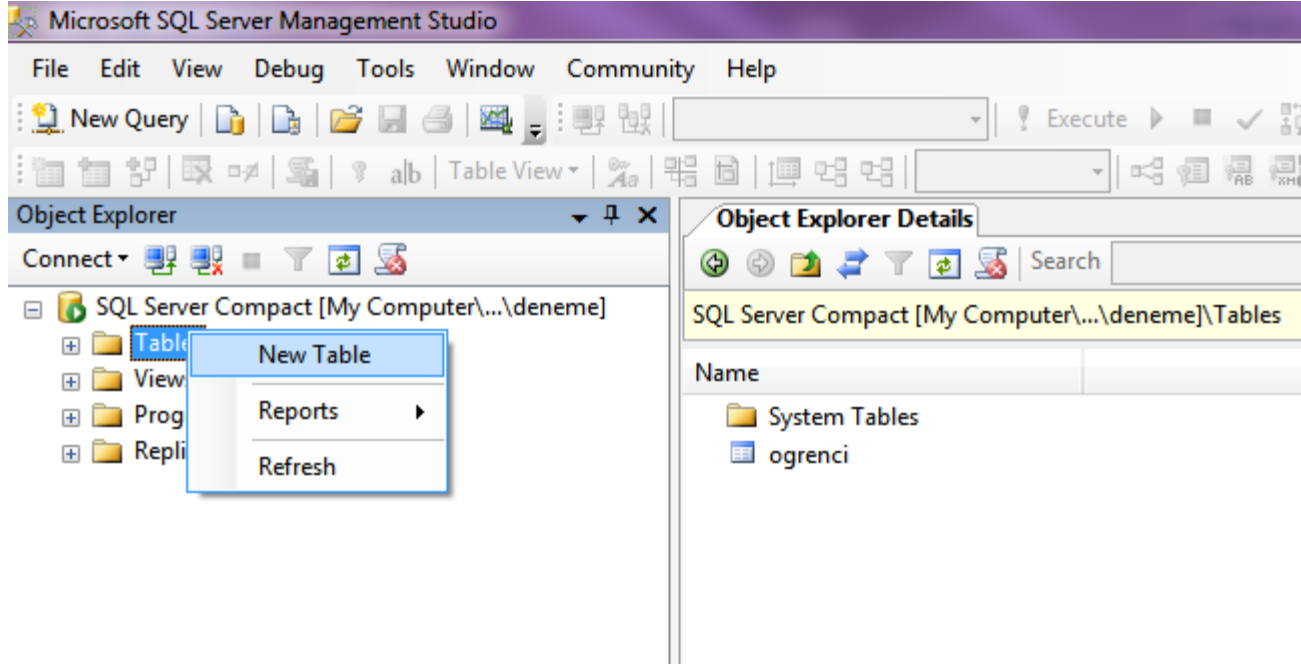 Microsoft SQL Server Management Studio
File Edit View Debug Tools Window Community Help
New Query Execute
a|b Table View Aa
Object Explorer
Object Explorer Details
Connect
Search
SQL Server Compact [My Computer\...\deneme]
SQL Server Compact [My Computer\...\deneme]\Tables
New Table
Name
Reports
System Tables
ogrenci
Refresh